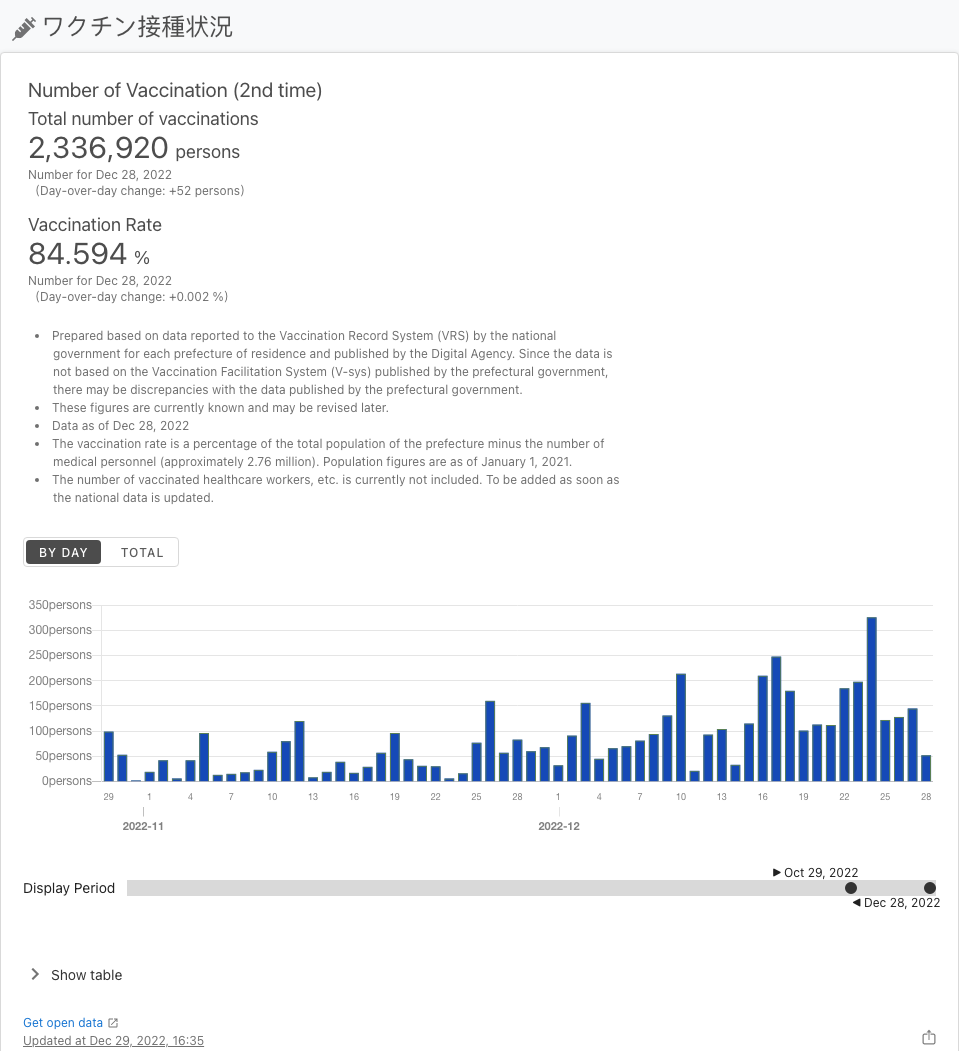 ワクチン接種状況
Number of Vaccination (2nd time)
Total number of vaccinations
2,336,920 persons
Number for Dec 28, 2022
(Day-over-day change: +52 persons)
Vaccination Rate
84.594 %
Number for Dec 28, 2022
(Day-over-day change: +0.002 %)
• Prepared based on data reported to the Vaccination Record System (VRS) by the national
government for each prefecture of residence and published by the Digital Agency. Since the data is
not based on the Vaccination Facilitation System (V-sys) published by the prefectural government,
there may be discrepancies with the data published by the prefectural government.
• These figures are currently known and may be revised later.
• Data as of Dec 28, 2022
• The vaccination rate is a percentage of the total population of the prefecture minus the number of
medical personnel (approximately 2.76 million). Population figures are as of January 1, 2021.
• The number of vaccinated healthcare workers, etc. is currently not included. To be added as soon as
the national data is updated.
BY DAY TOTAL
350persons
300persons
250persons
200persons
150persons
100persons
50persons
0persons
29 1 4 7 10 13 16 19 22 25 28 1 4 7 10 13 16 19 22 25 28
2022-11 2022-12
Oct 29, 2022
Display Period
Dec 28, 2022
Show table
Get open data
Updated at Dec 29, 2022, 16:35